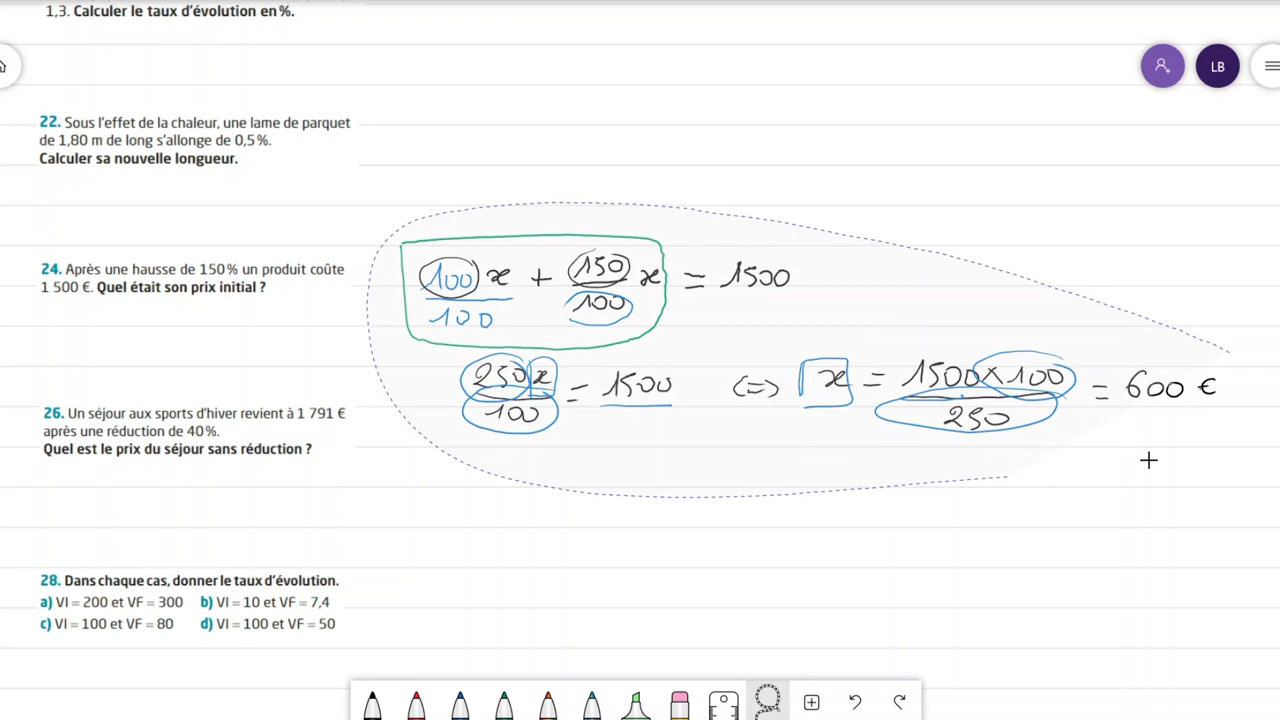 1,3. Calculer le taux d'évolution en %.
LB
22. Sous l'effet de la chaleur, une lame de parquet
de 1,80 m de long s'allonge de 0,5 %.
Calculer sa nouvelle longueur.
24. Après une hausse de 150 % un produit coûte
1 500 €. Quel était son prix initial ?
100 x / 100 + 150 / 100 x = 1500
250 x / 100 = 1500 <=> x = 1500 × 100 / 250 = 600 €
26. Un séjour aux sports d'hiver revient à 1 791 €
après une réduction de 40 %.
Quel est le prix du séjour sans réduction ?
28. Dans chaque cas, donner le taux d'évolution.
a) VI = 200 et VF = 300 b) VI = 10 et VF = 7,4
c) VI = 100 et VF = 80 d) VI = 100 et VF = 50